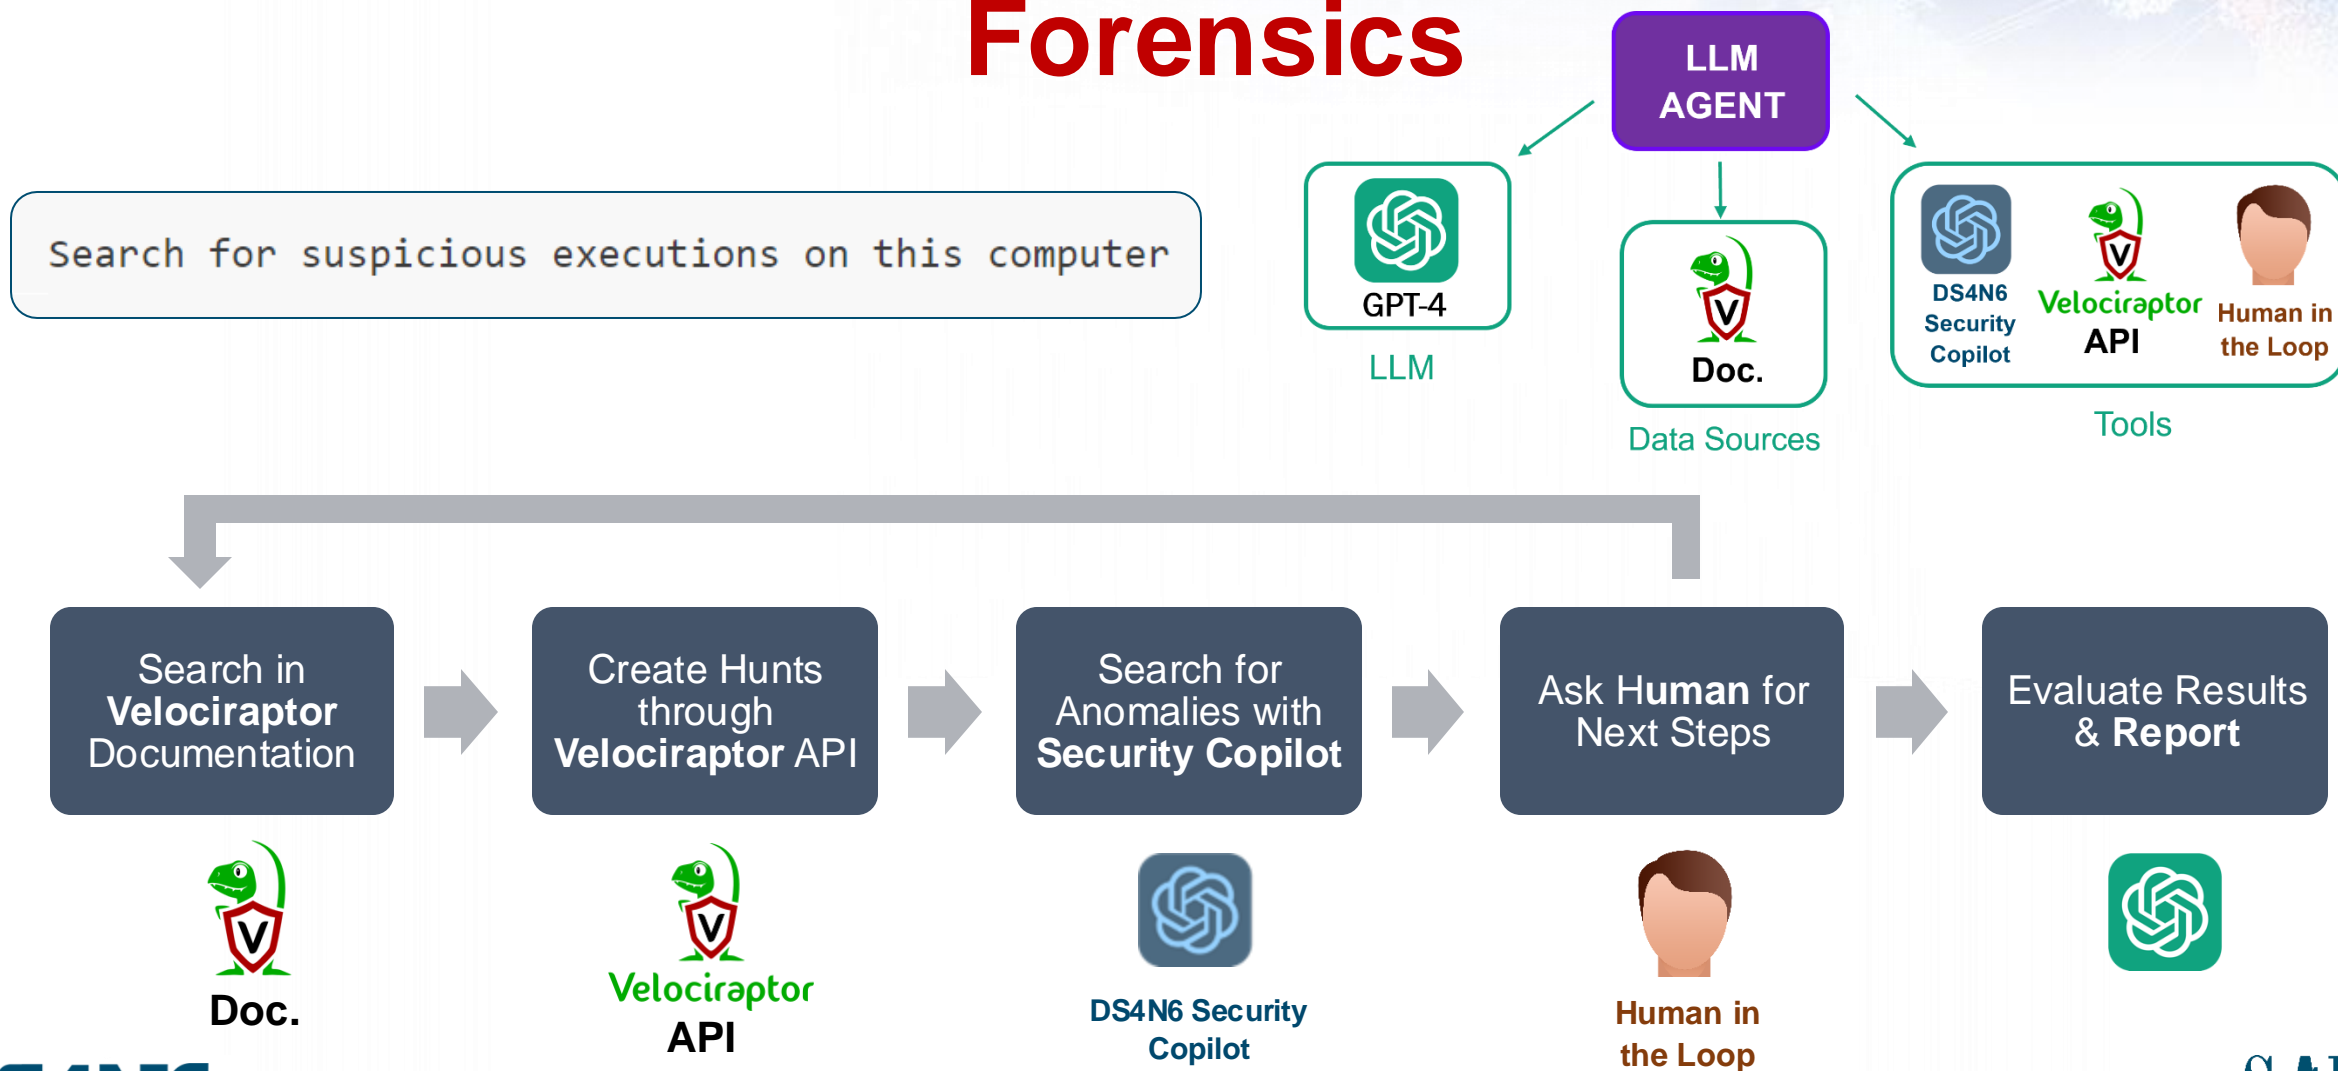 Forensics
LLM
AGENT
Search for suspicious executions on this computer
GPT-4
LLM
V
Doc.
Data Sources
DS4N6
Security
Copilot
V
Velociraptor
API
Human in
the Loop
Tools
Search in
Velociraptor
Documentation
Create Hunts
through
Velociraptor API
Search for
Anomalies with
Security Copilot
Ask Human for
Next Steps
Evaluate Results
& Report
V
Doc.
V
Velociraptor
API
DS4N6 Security
Copilot
Human in
the Loop